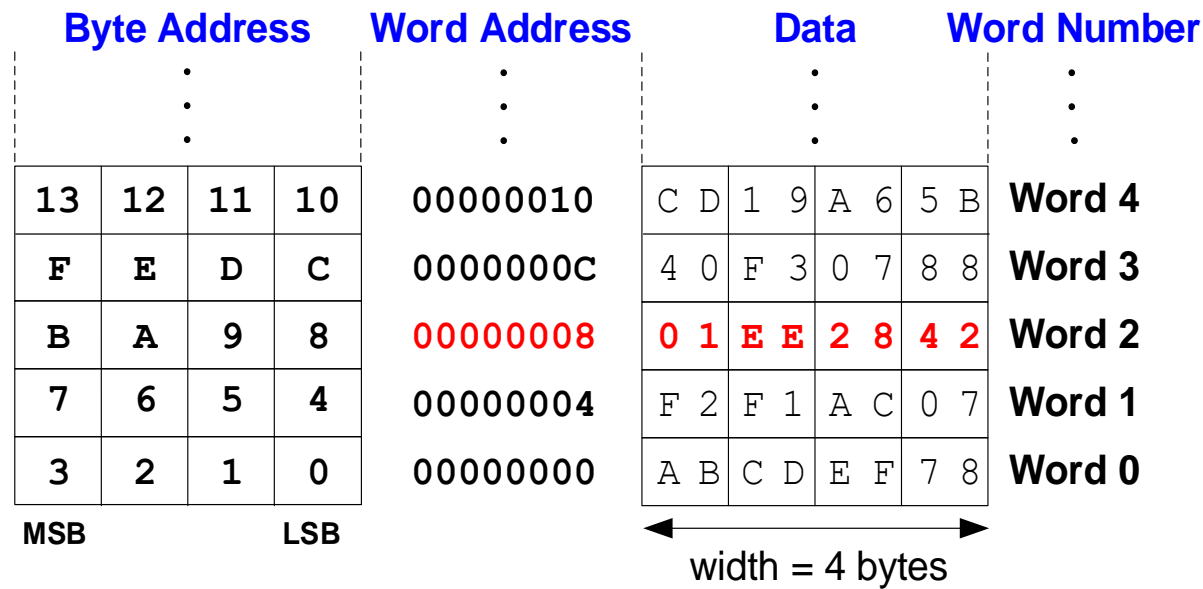 Byte Address Word Address Data Word Number
13 12 11 10 00000010 C D 1 9 A 6 5 B Word 4
F E D C 0000000C 4 0 F 3 0 7 8 8 Word 3
B A 9 8 00000008 0 1 E E 2 8 4 2 Word 2
7 6 5 4 00000004 F 2 F 1 A C 0 7 Word 1
3 2 1 0 00000000 A B C D E F 7 8 Word 0
MSB LSB
width = 4 bytes